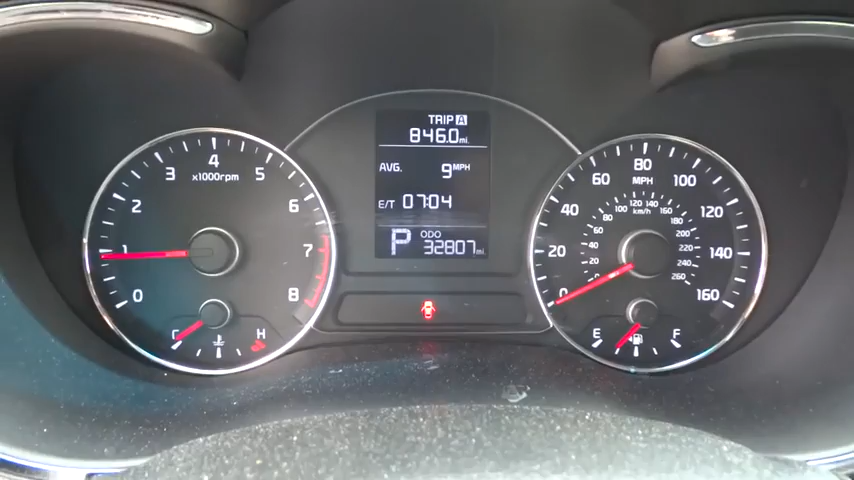 TRIP A
846.0 mi.
AVG. 9 MPH
E/T 07:04
P ODO
32807 mi
0 1 2 3 4 5 6 7 8
x1000rpm
C H
0 20 40 60 80 100 120 140 160
MPH
0 20 40 60 80 100 120 140 160 180 200 220 240 260
km/h
E F